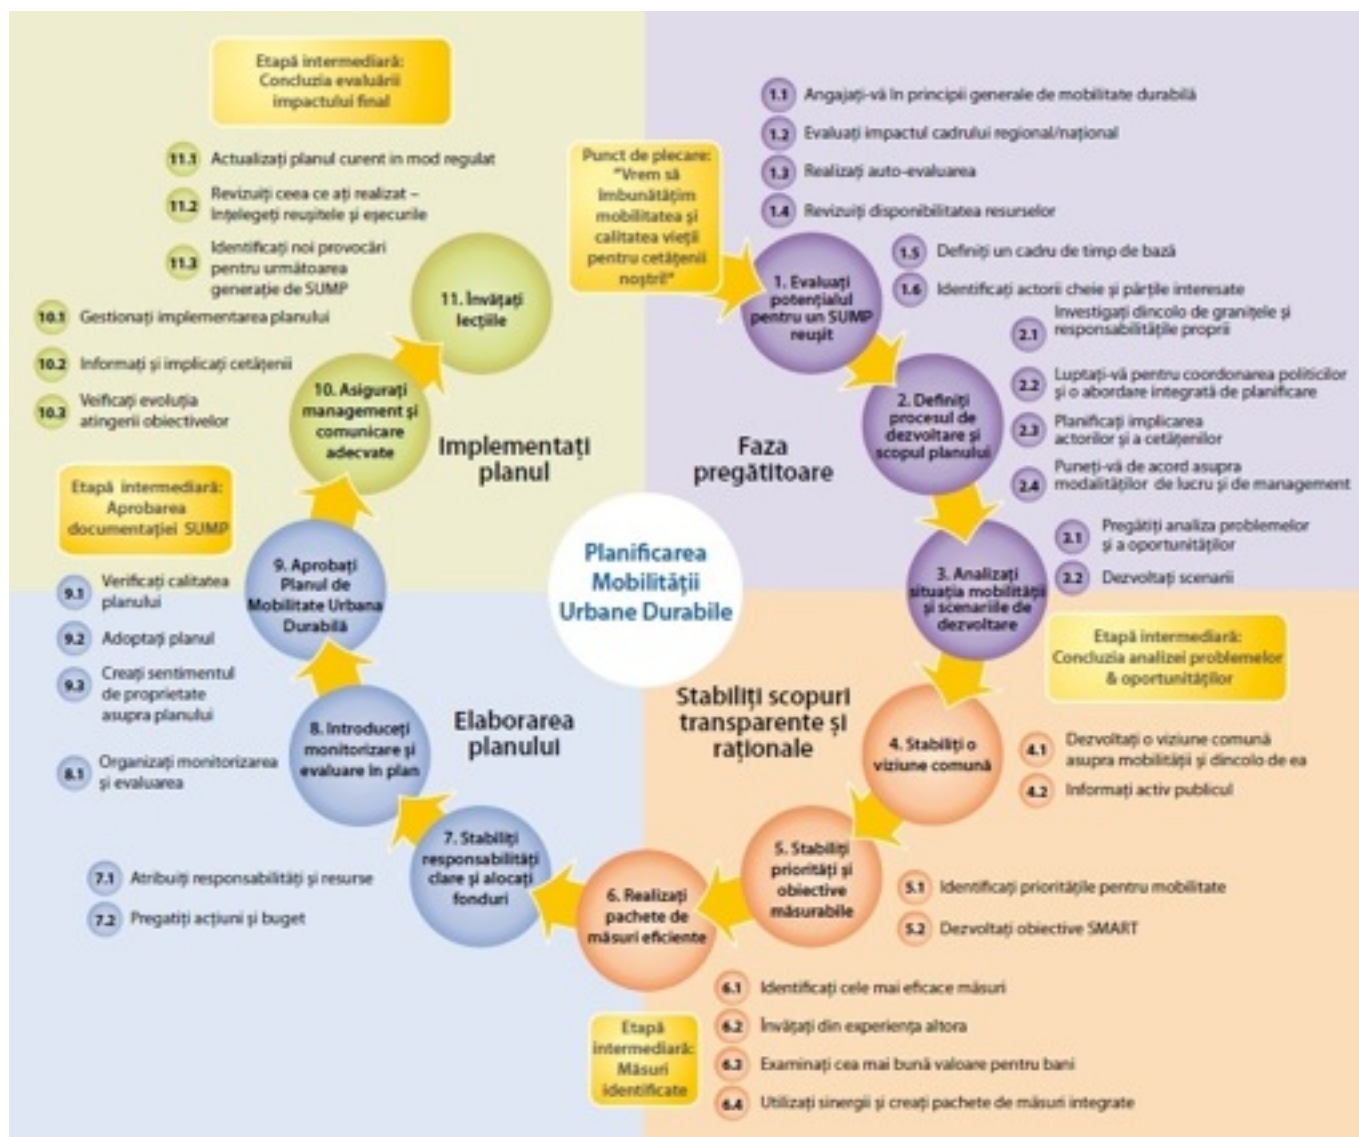 Punct de plecare:
"Vrem să
îmbunătățim
mobilitatea și
calitatea vieții
pentru cetățenii
noștri!"
1.1 Angajați-vă în principii generale de mobilitate durabilă
1.2 Evaluați impactul cadrului regional/național
1.3 Realizați auto-evaluarea
1.4 Revizuiți disponibilitatea resurselor
1.5 Definiți un cadru de timp de bază
1.6 Identificați actorii cheie și părțile interesate
1. Evaluați
potențialul
pentru un SUMP
reușit
2.1 Investigați dincolo de granițele și
responsabilitățile proprii
2.2 Luptați-vă pentru coordonarea politicilor
și o abordare integrată de planificare
2.3 Planificați implicarea
actorilor și a cetățenilor
2.4 Puneți-vă de acord asupra
modalităților de lucru și de management
2. Definiți
procesul de
dezvoltare și
scopul planului
Faza
pregătitoare
3.1 Pregătiți analiza problemelor
și a oportunităților
3.2 Dezvoltați scenarii
3. Analizați
situația mobilității
și scenariile de
dezvoltare
Etapă intermediară:
Concluzia analizei problemelor
& oportunităților
Planificarea
Mobilității
Urbane Durabile
Stabiliți scopuri
transparente și
raționale
4. Stabiliți o
viziune comună
4.1 Dezvoltați o viziune comună
asupra mobilității și dincolo de ea
4.2 Informați activ publicul
5. Stabiliți
priorități și
obiective
măsurabile
5.1 Identificați prioritățile pentru mobilitate
5.2 Dezvoltați obiective SMART
6. Realizați
pachete de
măsuri eficiente
6.1 Identificați cele mai eficace măsuri
6.2 Învățați din experiența altora
6.3 Examinați cea mai bună valoare pentru bani
6.4 Utilizați sinergii și creați pachete de măsuri integrate
Etapă
intermediară:
Măsuri
identificate
7. Stabiliți
responsabilități
clare și alocați
fonduri
7.1 Atribuiți responsabilități și resurse
7.2 Pregatiți acțiuni și buget
Elaborarea
planului
8. Introduceți
monitorizare și
evaluare în plan
8.1 Organizați monitorizarea
și evaluarea
9. Aprobați
Planul de
Mobilitate Urbana
Durabilă
9.1 Verificați calitatea
planului
9.2 Adoptați planul
9.3 Creați sentimentul
de proprietate
asupra planului
Etapă intermediară:
Aprobarea
documentației SUMP
Implementați
planul
10. Asigurați
management și
comunicare
adecvate
10.1 Gestionați implementarea planului
10.2 Informați și implicați cetățenii
10.3 Veificați evoluția
atingerii obiectivelor
11. Învățați
lecțiile
11.1 Actualizați planul curent in mod regulat
11.2 Revizuiți ceea ce ați realizat –
înțelegeți reușitele și eșecurile
11.3 Identificați noi provocări
pentru următoarea
generație de SUMP
Etapă intermediară:
Concluzia evaluării
impactului final